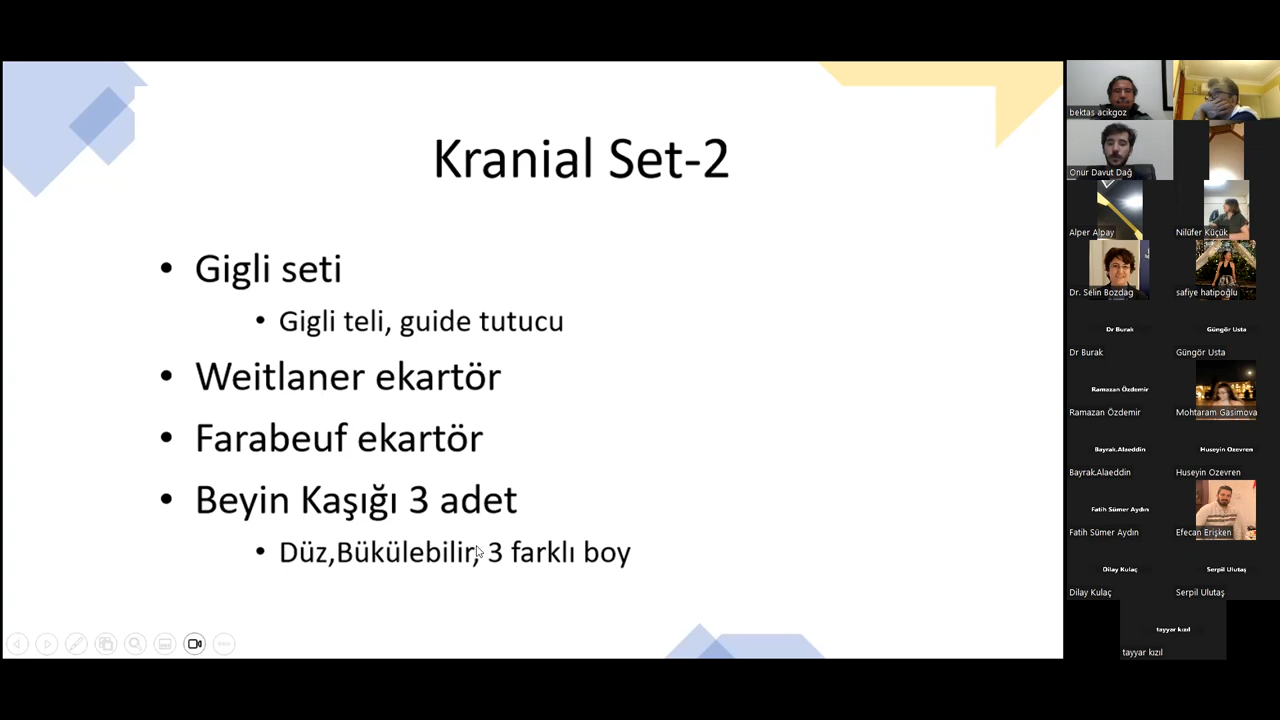 Kranial Set-2
• Gigli seti
• Gigli teli, guide tutucu
• Weitlaner ekartör
• Farabeuf ekartör
• Beyin Kaşığı 3 adet
• Düz,Bükülebilir, 3 farklı boy
bektas acikgoz
Onur Davut Dağ
Alper Alpay
Nilüfer Küçük
Dr. Selin Bozdag
safiye hatipoğlu
Dr Burak
Güngör Usta
Dr Burak
Güngör Usta
Ramazan Özdemir
Ramazan Özdemir
Mohtaram Gasimova
Bayrak.Alaeddin
Huseyin Ozevren
Bayrak.Alaeddin
Huseyin Ozevren
Fatih Sümer Aydın
Fatih Sümer Aydın
Efecan Erişken
Dilay Kulaç
Serpil Ulutaş
Dilay Kulaç
Serpil Ulutaş
tayyar kızıl
tayyar kızıl